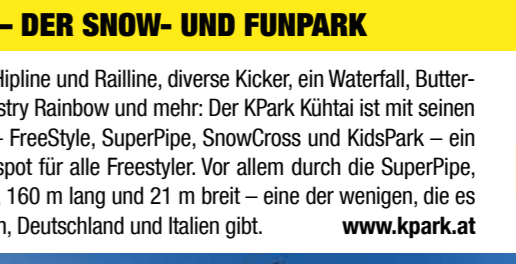 – DER SNOW- UND FUNPARK
Hipline und Railline, diverse Kicker, ein Waterfall, Butter-
Rainbow und mehr: Der KPark Kühtai ist mit seinen
– FreeStyle, SuperPipe, SnowCross und KidsPark – ein
für alle Freestyler. Vor allem durch die SuperPipe,
160 m lang und 21 m breit – eine der wenigen, die es
Deutschland und Italien gibt. www.kpark.at